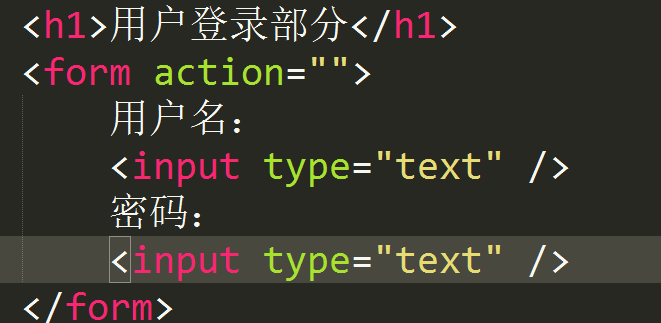 <h1>用户登录部分</h1>
<form action="">
用户名：
<input type="text" />
密码：
<input type="text" />
</form>